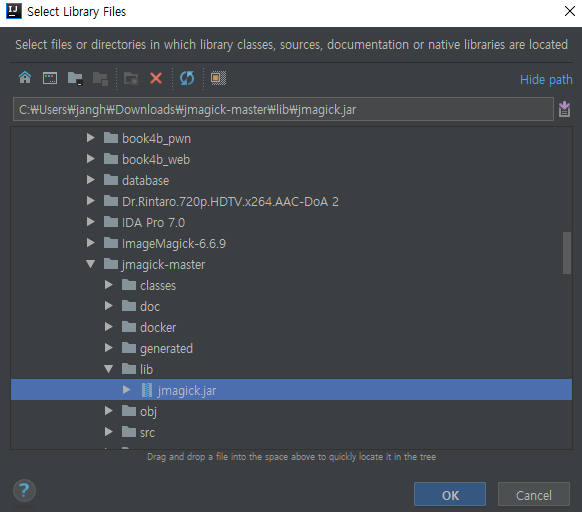 IJ
Select Library Files
Select files or directories in which library classes, sources, documentation or native libraries are located
Hide path
C:₩Users₩jangh₩Downloads₩jmagick-master₩lib₩jmagick.jar
book4b_pwn
book4b_web
database
Dr.Rintaro.720p.HDTV.x264.AAC-DoA 2
IDA Pro 7.0
ImageMagick-6.6.9
jmagick-master
classes
doc
docker
generated
lib
jmagick.jar
obj
src
Drag and drop a file into the space above to quickly locate it in the tree
?
OK
Cancel